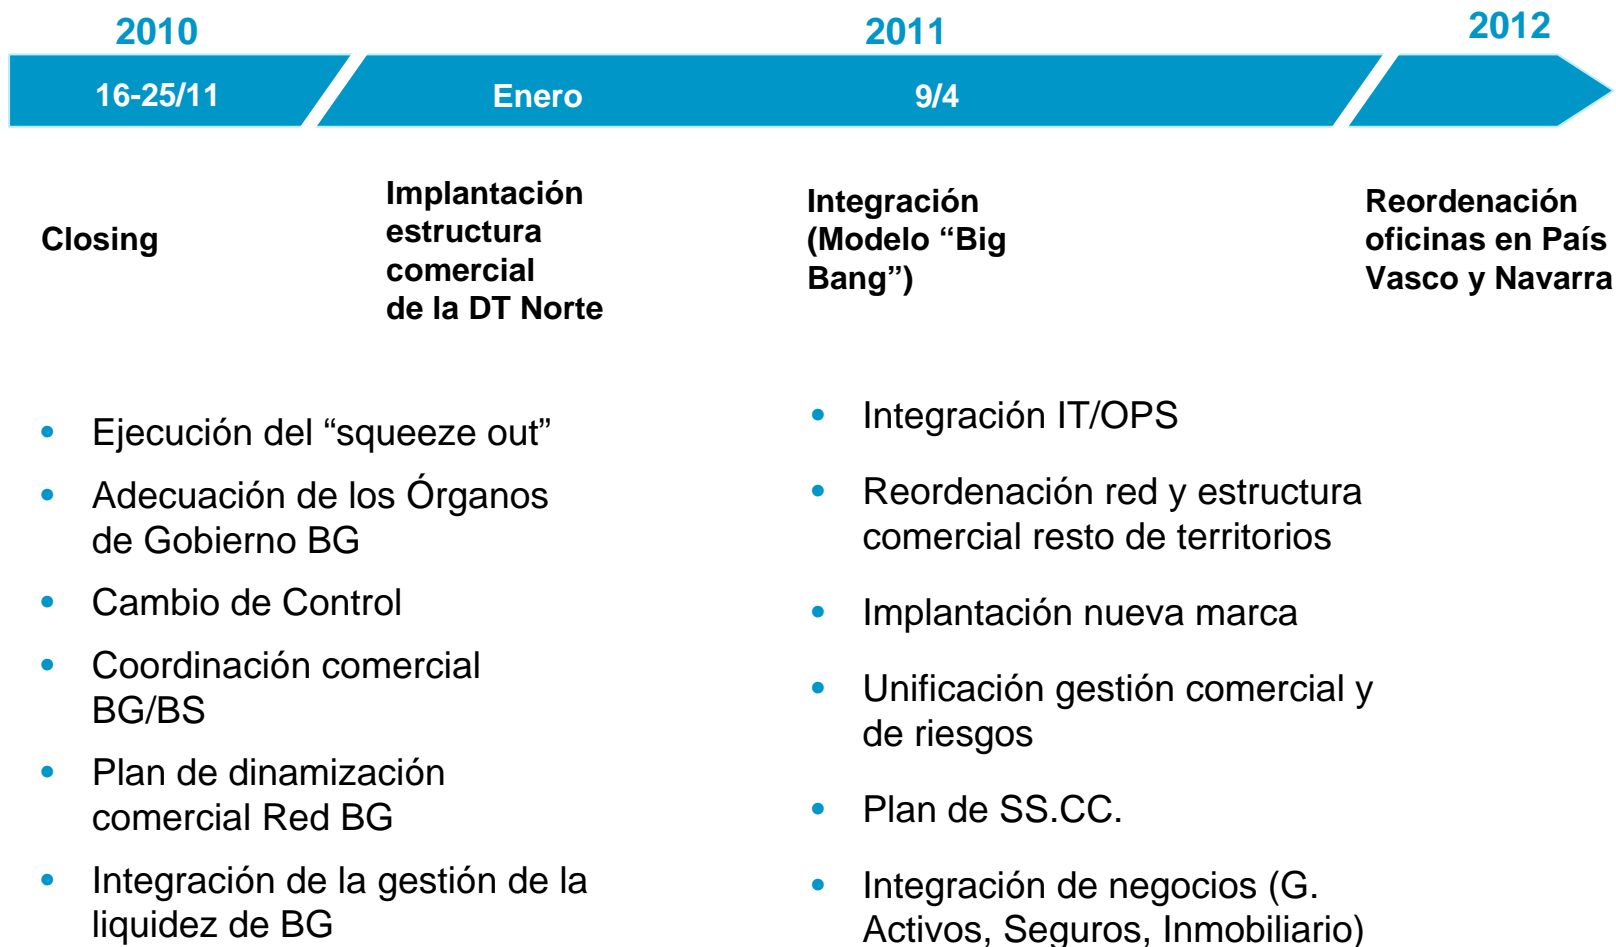 2010
2011
2012
16-25/11
Enero
9/4
Closing
Implantación
estructura
comercial
de la DT Norte
Integración
(Modelo “Big
Bang”)
Reordenación
oficinas en País
Vasco y Navarra
• Ejecución del “squeeze out”
• Adecuación de los Órganos
de Gobierno BG
• Cambio de Control
• Coordinación comercial
BG/BS
• Plan de dinamización
comercial Red BG
• Integración de la gestión de la
liquidez de BG
• Integración IT/OPS
• Reordenación red y estructura
comercial resto de territorios
• Implantación nueva marca
• Unificación gestión comercial y
de riesgos
• Plan de SS.CC.
• Integración de negocios (G.
Activos, Seguros, Inmobiliario)